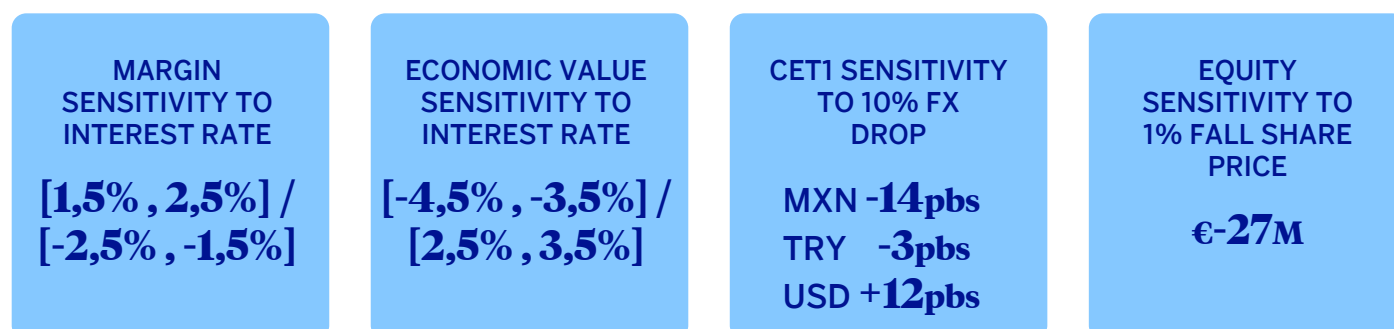 MARGIN
SENSITIVITY TO
INTEREST RATE
[1,5% , 2,5%] /
[-2,5% , -1,5%]
ECONOMIC VALUE
SENSITIVITY TO
INTEREST RATE
[-4,5% , -3,5%] /
[2,5% , 3,5%]
CET1 SENSITIVITY
TO 10% FX
DROP
MXN -14pbs
TRY -3pbs
USD +12pbs
EQUITY
SENSITIVITY TO
1% FALL SHARE
PRICE
€-27M